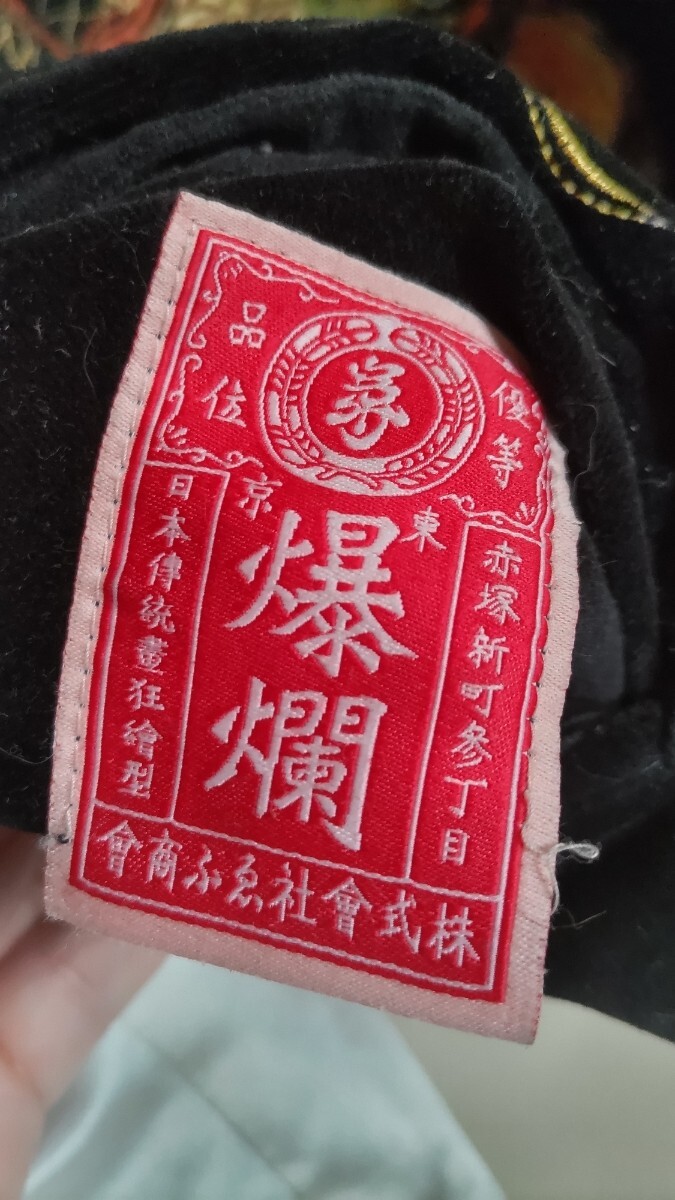 優等
品位
東京
赤塚新町参丁目
爆爛
日本傳統畫狂繪型
株式會社ゑふ商會